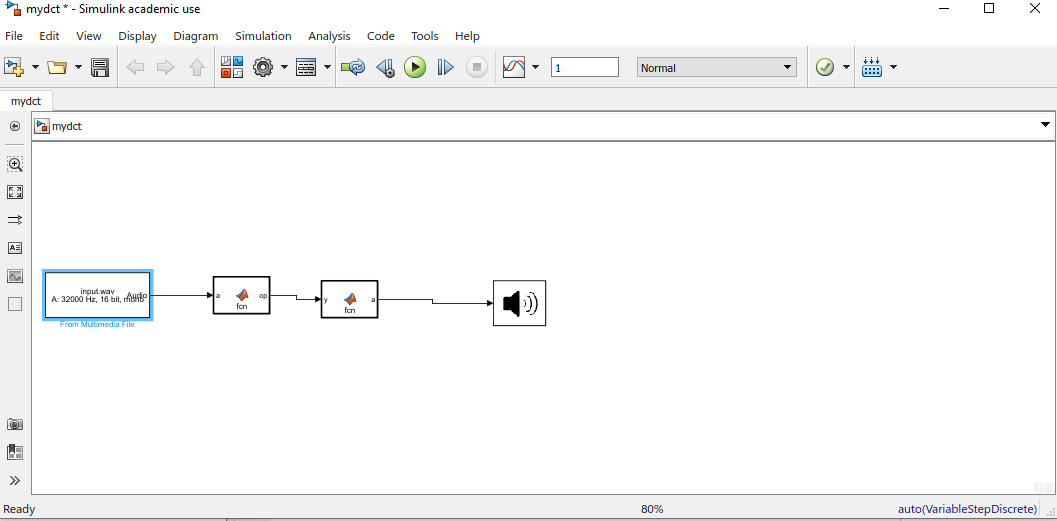 mydct * - Simulink academic use
File Edit View Display Diagram Simulation Analysis Code Tools Help
1 Normal
mydct
mydct
input.wav
A: 32000 Hz, 16 bit, mono
Audio
From Multimedia File
a op
fcn
y a
fcn
Ready 80% auto(VariableStepDiscrete)